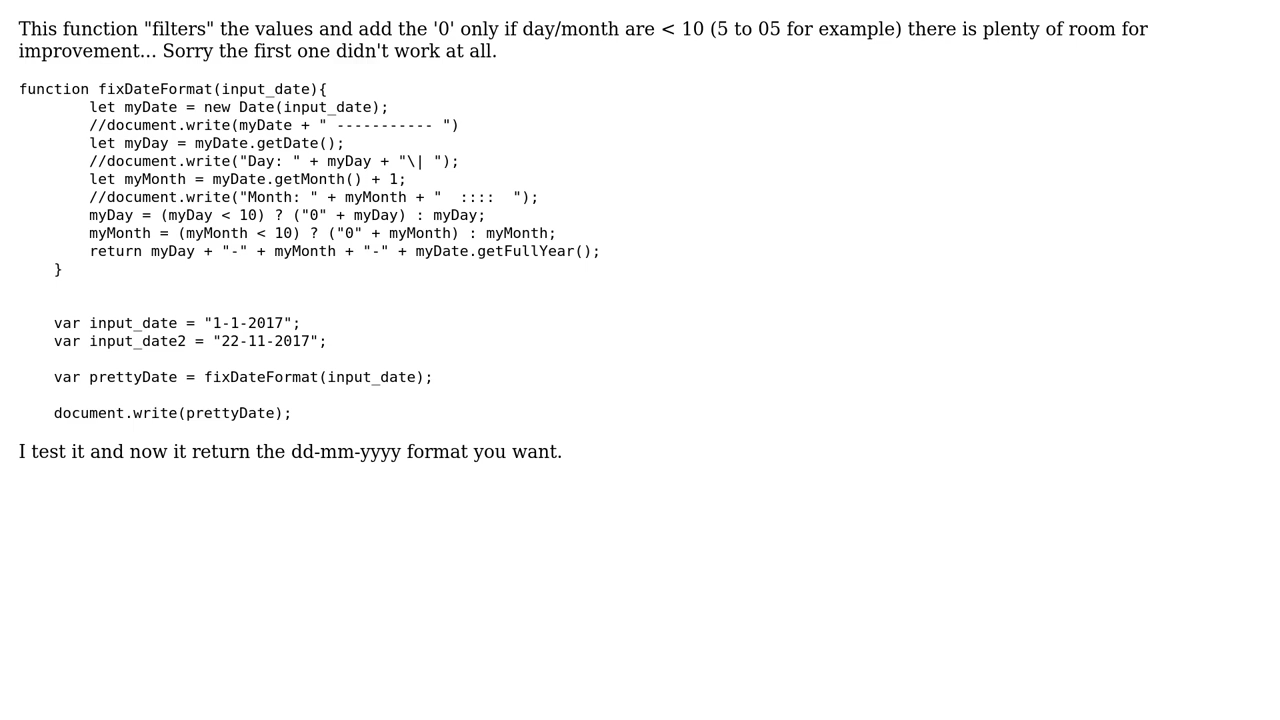 This function "filters" the values and add the '0' only if day/month are < 10 (5 to 05 for example) there is plenty of room for
improvement... Sorry the first one didn't work at all.
function fixDateFormat(input_date){
        let myDate = new Date(input_date);
        //document.write(myDate + " ----------- ")
        let myDay = myDate.getDate();
        //document.write("Day: " + myDay + "\| ");
        let myMonth = myDate.getMonth() + 1;
        //document.write("Month: " + myMonth + "  ::::  ");
        myDay = (myDay < 10) ? ("0" + myDay) : myDay;
        myMonth = (myMonth < 10) ? ("0" + myMonth) : myMonth;
        return myDay + "-" + myMonth + "-" + myDate.getFullYear();
    }
    var input_date = "1-1-2017";
    var input_date2 = "22-11-2017";
    var prettyDate = fixDateFormat(input_date);
    document.write(prettyDate);
I test it and now it return the dd-mm-yyyy format you want.